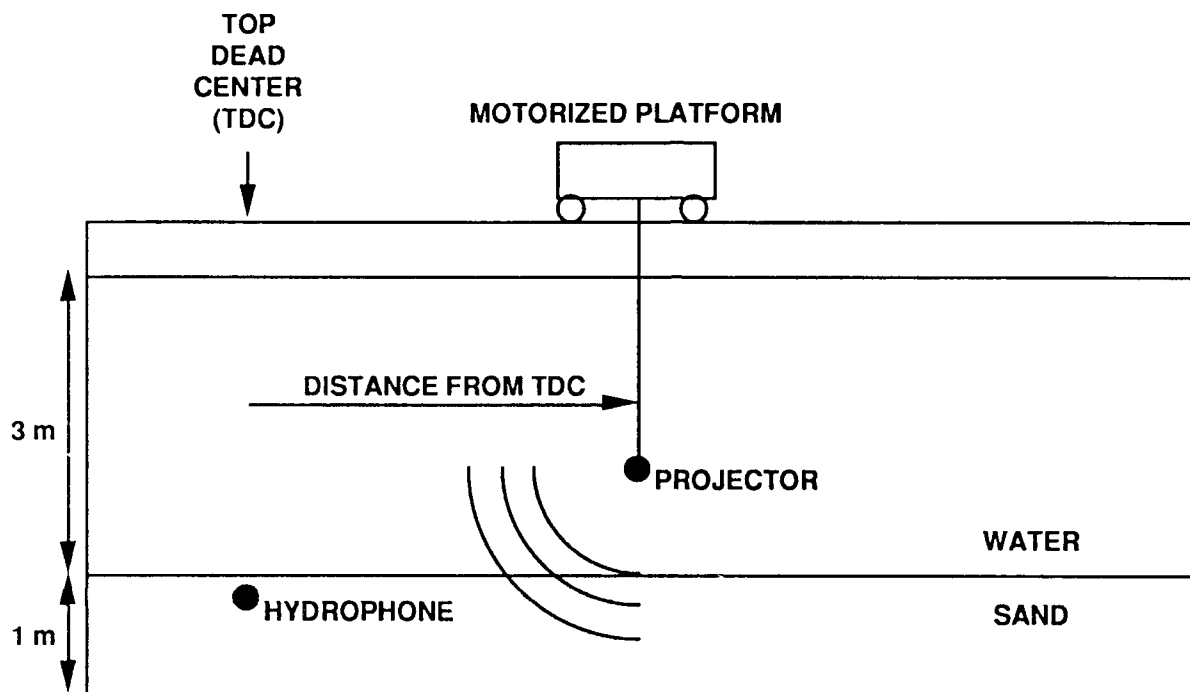 TOP
DEAD
CENTER
(TDC)
MOTORIZED PLATFORM
DISTANCE FROM TDC
3 m
PROJECTOR
WATER
HYDROPHONE
SAND
1 m